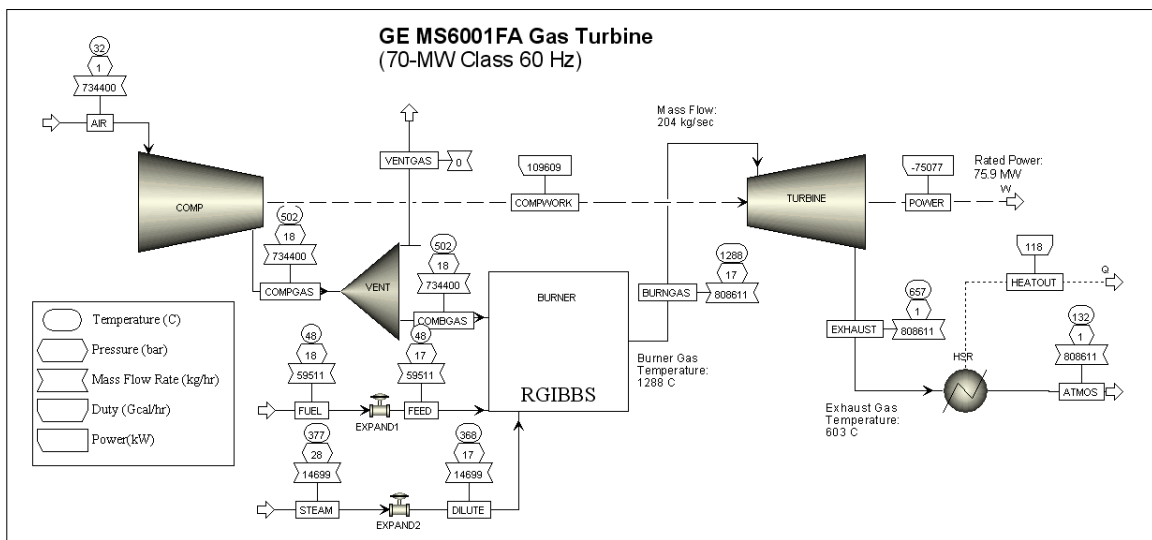 GE MS6001FA Gas Turbine
(70-MW Class 60 Hz)
32
1
734400
AIR
COMP
VENTGAS
0
109609
COMPWORK
Mass Flow:
204 kg/sec
TURBINE
-75077
POWER
Rated Power:
75.9 MW
W
502
18
734400
COMPGAS
VENT
502
18
734400
COMBGAS
BURNER
RGIBBS
1288
17
808611
BURNGAS
Burner Gas
Temperature:
1288 C
118
HEATOUT
Q
657
1
808611
EXHAUST
HSR
132
1
808611
ATMOS
Exhaust Gas
Temperature:
603 C
48
18
59511
FUEL
EXPAND1
48
17
59511
FEED
377
28
14699
STEAM
EXPAND2
368
17
14699
DILUTE
Temperature (C)
Pressure (bar)
Mass Flow Rate (kg/hr)
Duty (Gcal/hr)
Power(kW)